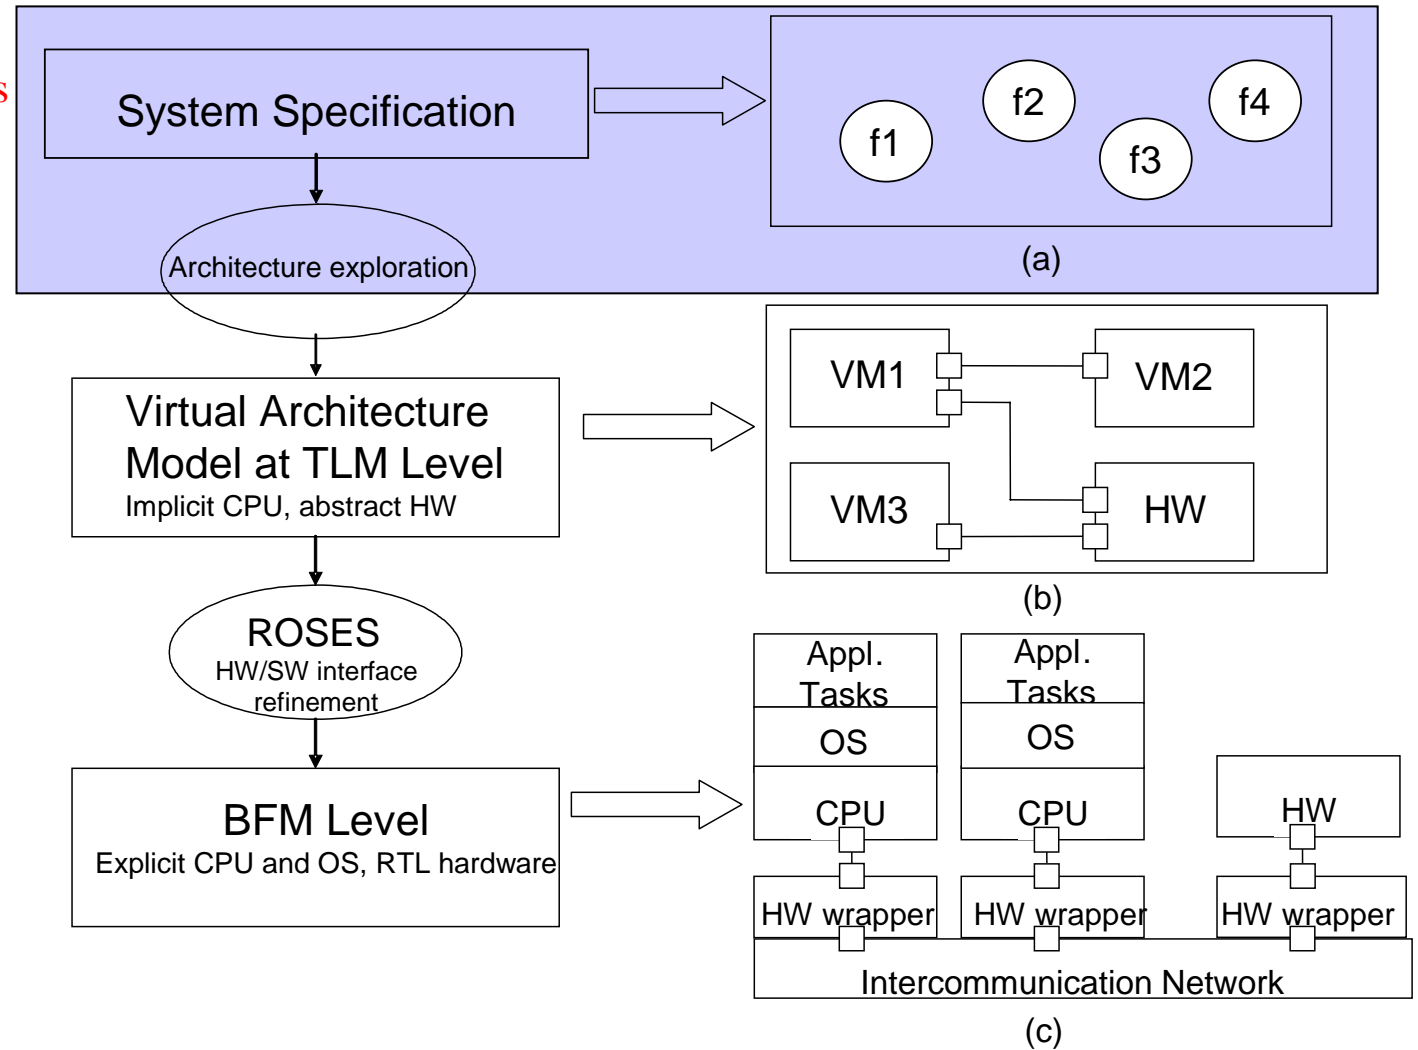 s
System Specification
f1
f2
f3
f4
(a)
Architecture exploration
Virtual Architecture
Model at TLM Level
Implicit CPU, abstract HW
VM1
VM2
VM3
HW
(b)
ROSES
HW/SW interface
refinement
BFM Level
Explicit CPU and OS, RTL hardware
Appl.
Tasks
OS
CPU
HW wrapper
Appl.
Tasks
OS
CPU
HW wrapper
HW
HW wrapper
Intercommunication Network
(c)